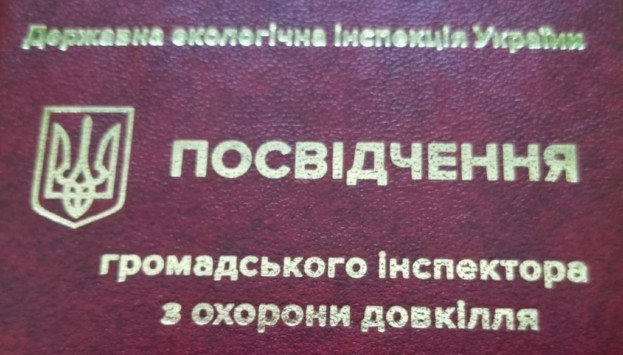 Державна екологічна інспекція України
ПОСВІДЧЕННЯ
громадського інспектора
з охорони довкілля